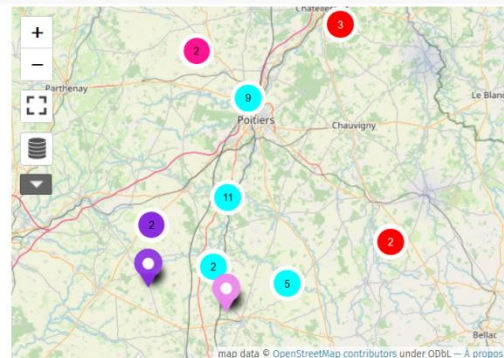 Chatellerault
3
+
2
−
Parthenay
Le Blanc
9
Poitiers
Chauvigny
11
2
2
2
5
Bellac
map data © OpenStreetMap contributors under ODbL — À propos